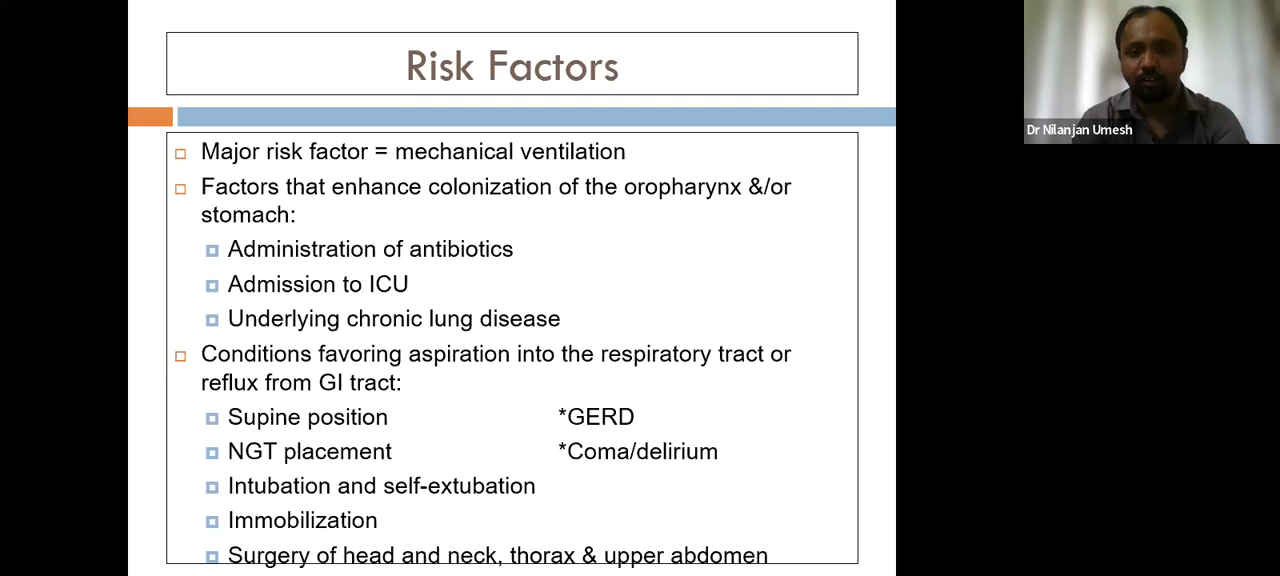 Risk Factors
Major risk factor = mechanical ventilation
Factors that enhance colonization of the oropharynx &/or
stomach:
Administration of antibiotics
Admission to ICU
Underlying chronic lung disease
Conditions favoring aspiration into the respiratory tract or
reflux from GI tract:
Supine position *GERD
NGT placement *Coma/delirium
Intubation and self-extubation
Immobilization
Surgery of head and neck, thorax & upper abdomen
Dr Nilanjan Umesh